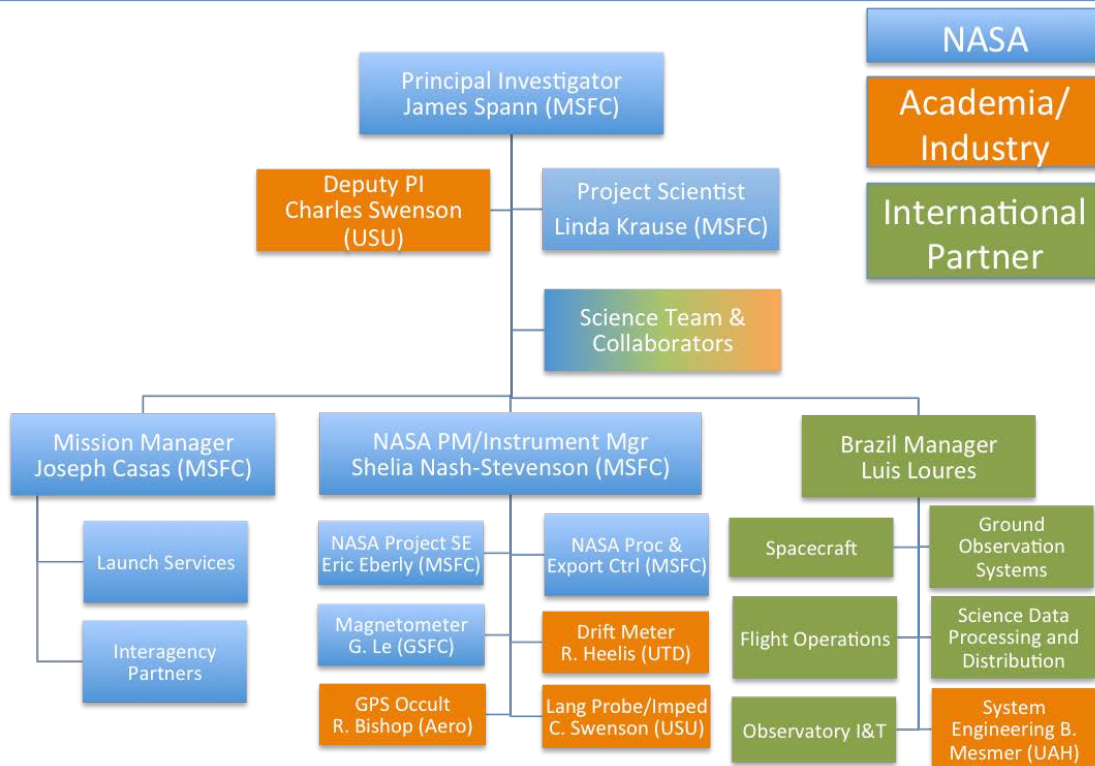 NASA
Academia/
Industry
International
Partner
Principal Investigator
James Spann (MSFC)
Deputy PI
Charles Swenson
(USU)
Project Scientist
Linda Krause (MSFC)
Science Team &
Collaborators
Mission Manager
Joseph Casas (MSFC)
Launch Services
Interagency
Partners
NASA PM/Instrument Mgr
Shelia Nash-Stevenson (MSFC)
NASA Project SE
Eric Eberly (MSFC)
NASA Proc &
Export Ctrl (MSFC)
Magnetometer
G. Le (GSFC)
Drift Meter
R. Heelis (UTD)
GPS Occult
R. Bishop (Aero)
Lang Probe/Imped
C. Swenson (USU)
Brazil Manager
Luis Loures
Spacecraft
Ground
Observation
Systems
Flight Operations
Science Data
Processing and
Distribution
Observatory I&T
System
Engineering B.
Mesmer (UAH)